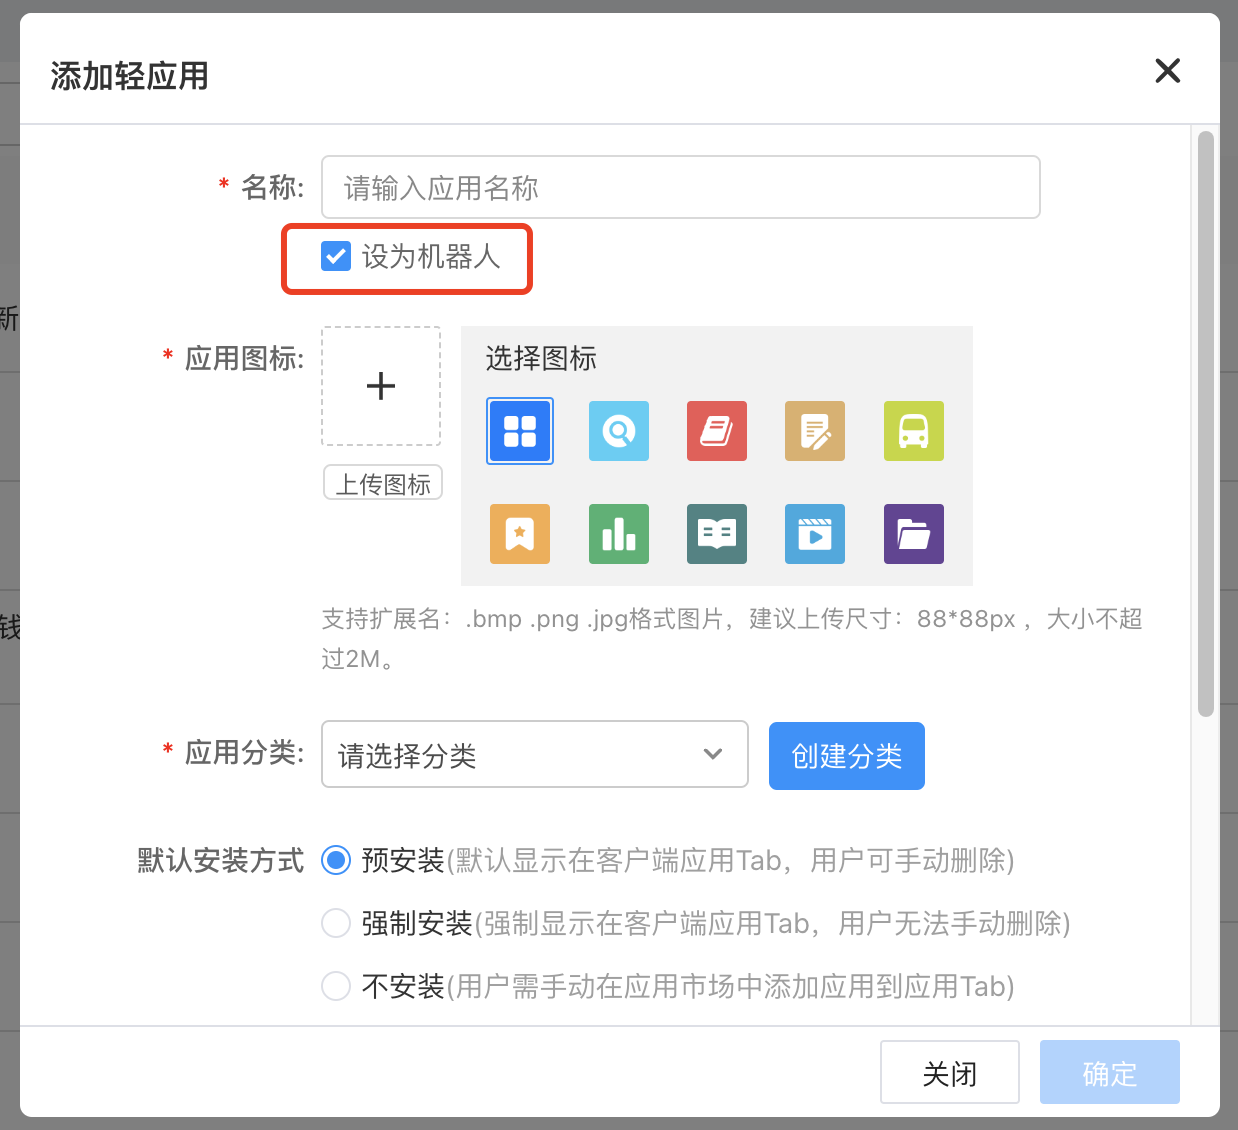 添加轻应用
* 名称:
请输入应用名称
设为机器人
新
* 应用图标:
选择图标
上传图标
支持扩展名：.bmp .png .jpg格式图片，建议上传尺寸：88*88px ，大小不超
过2M。
钱
* 应用分类:
请选择分类
创建分类
默认安装方式
预安装(默认显示在客户端应用Tab，用户可手动删除)
强制安装(强制显示在客户端应用Tab，用户无法手动删除)
不安装(用户需手动在应用市场中添加应用到应用Tab)
关闭
确定